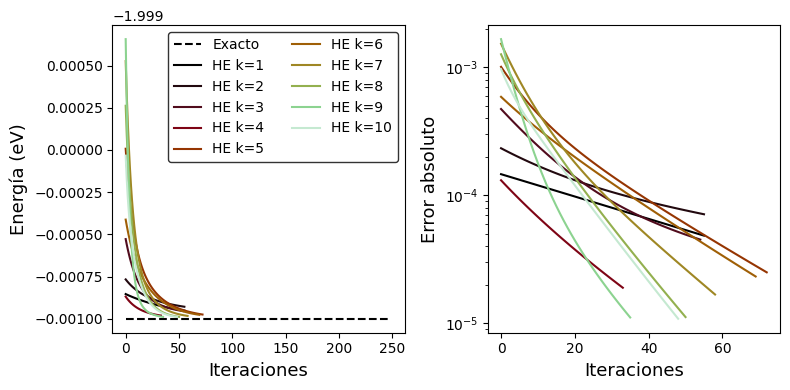 −1.999
Energía (eV)
0.00050
0.00025
0.00000
−0.00025
−0.00050
−0.00075
−0.00100
0
50
100
150
200
250
Iteraciones
Exacto
HE k=1
HE k=2
HE k=3
HE k=4
HE k=5
HE k=6
HE k=7
HE k=8
HE k=9
HE k=10
Error absoluto
10⁻³
10⁻⁴
10⁻⁵
0
20
40
60
Iteraciones